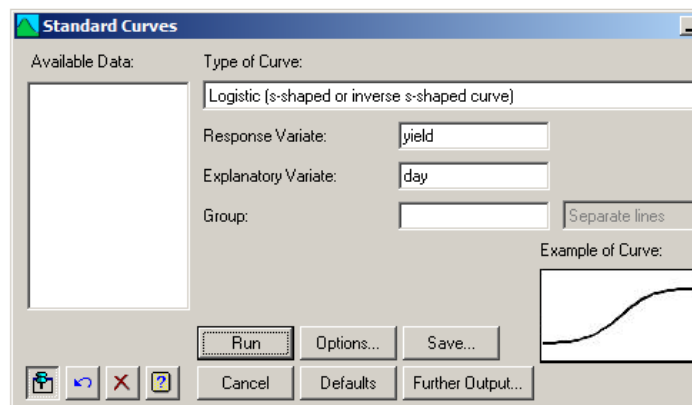 Standard Curves
Available Data:
Type of Curve:
Logistic (s-shaped or inverse s-shaped curve)
Response Variate:
yield
Explanatory Variate:
day
Group:
Separate lines
Example of Curve:
Run
Options...
Save...
Cancel
Defaults
Further Output...
?